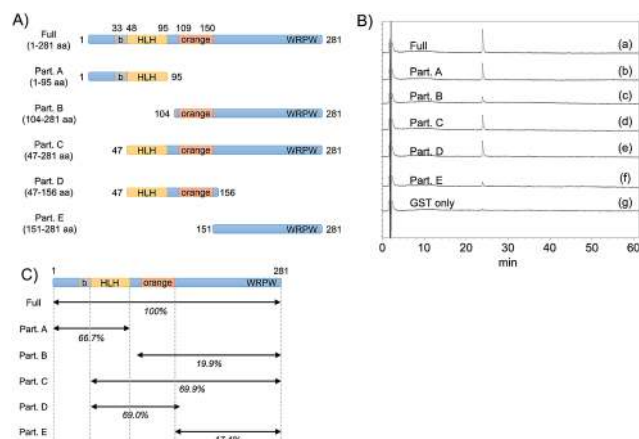 A)
33 48 95 109 150
Full
(1-281 aa)
1 b HLH orange WRPW 281
Part. A
(1-95 aa)
1 b HLH 95
Part. B
(104-281 aa)
104 orange WRPW 281
Part. C
(47-281 aa)
47 HLH orange WRPW 281
Part. D
(47-156 aa)
47 HLH orange 156
Part. E
(151-281 aa)
151 WRPW 281
B)
Full (a)
Part. A (b)
Part. B (c)
Part. C (d)
Part. D (e)
Part. E (f)
GST only (g)
0 10 20 30 40 50 60
min
C)
1 281
b HLH orange WRPW
Full
100%
Part. A
66.7%
Part. B
19.9%
Part. C
69.9%
Part. D
69.0%
Part. E